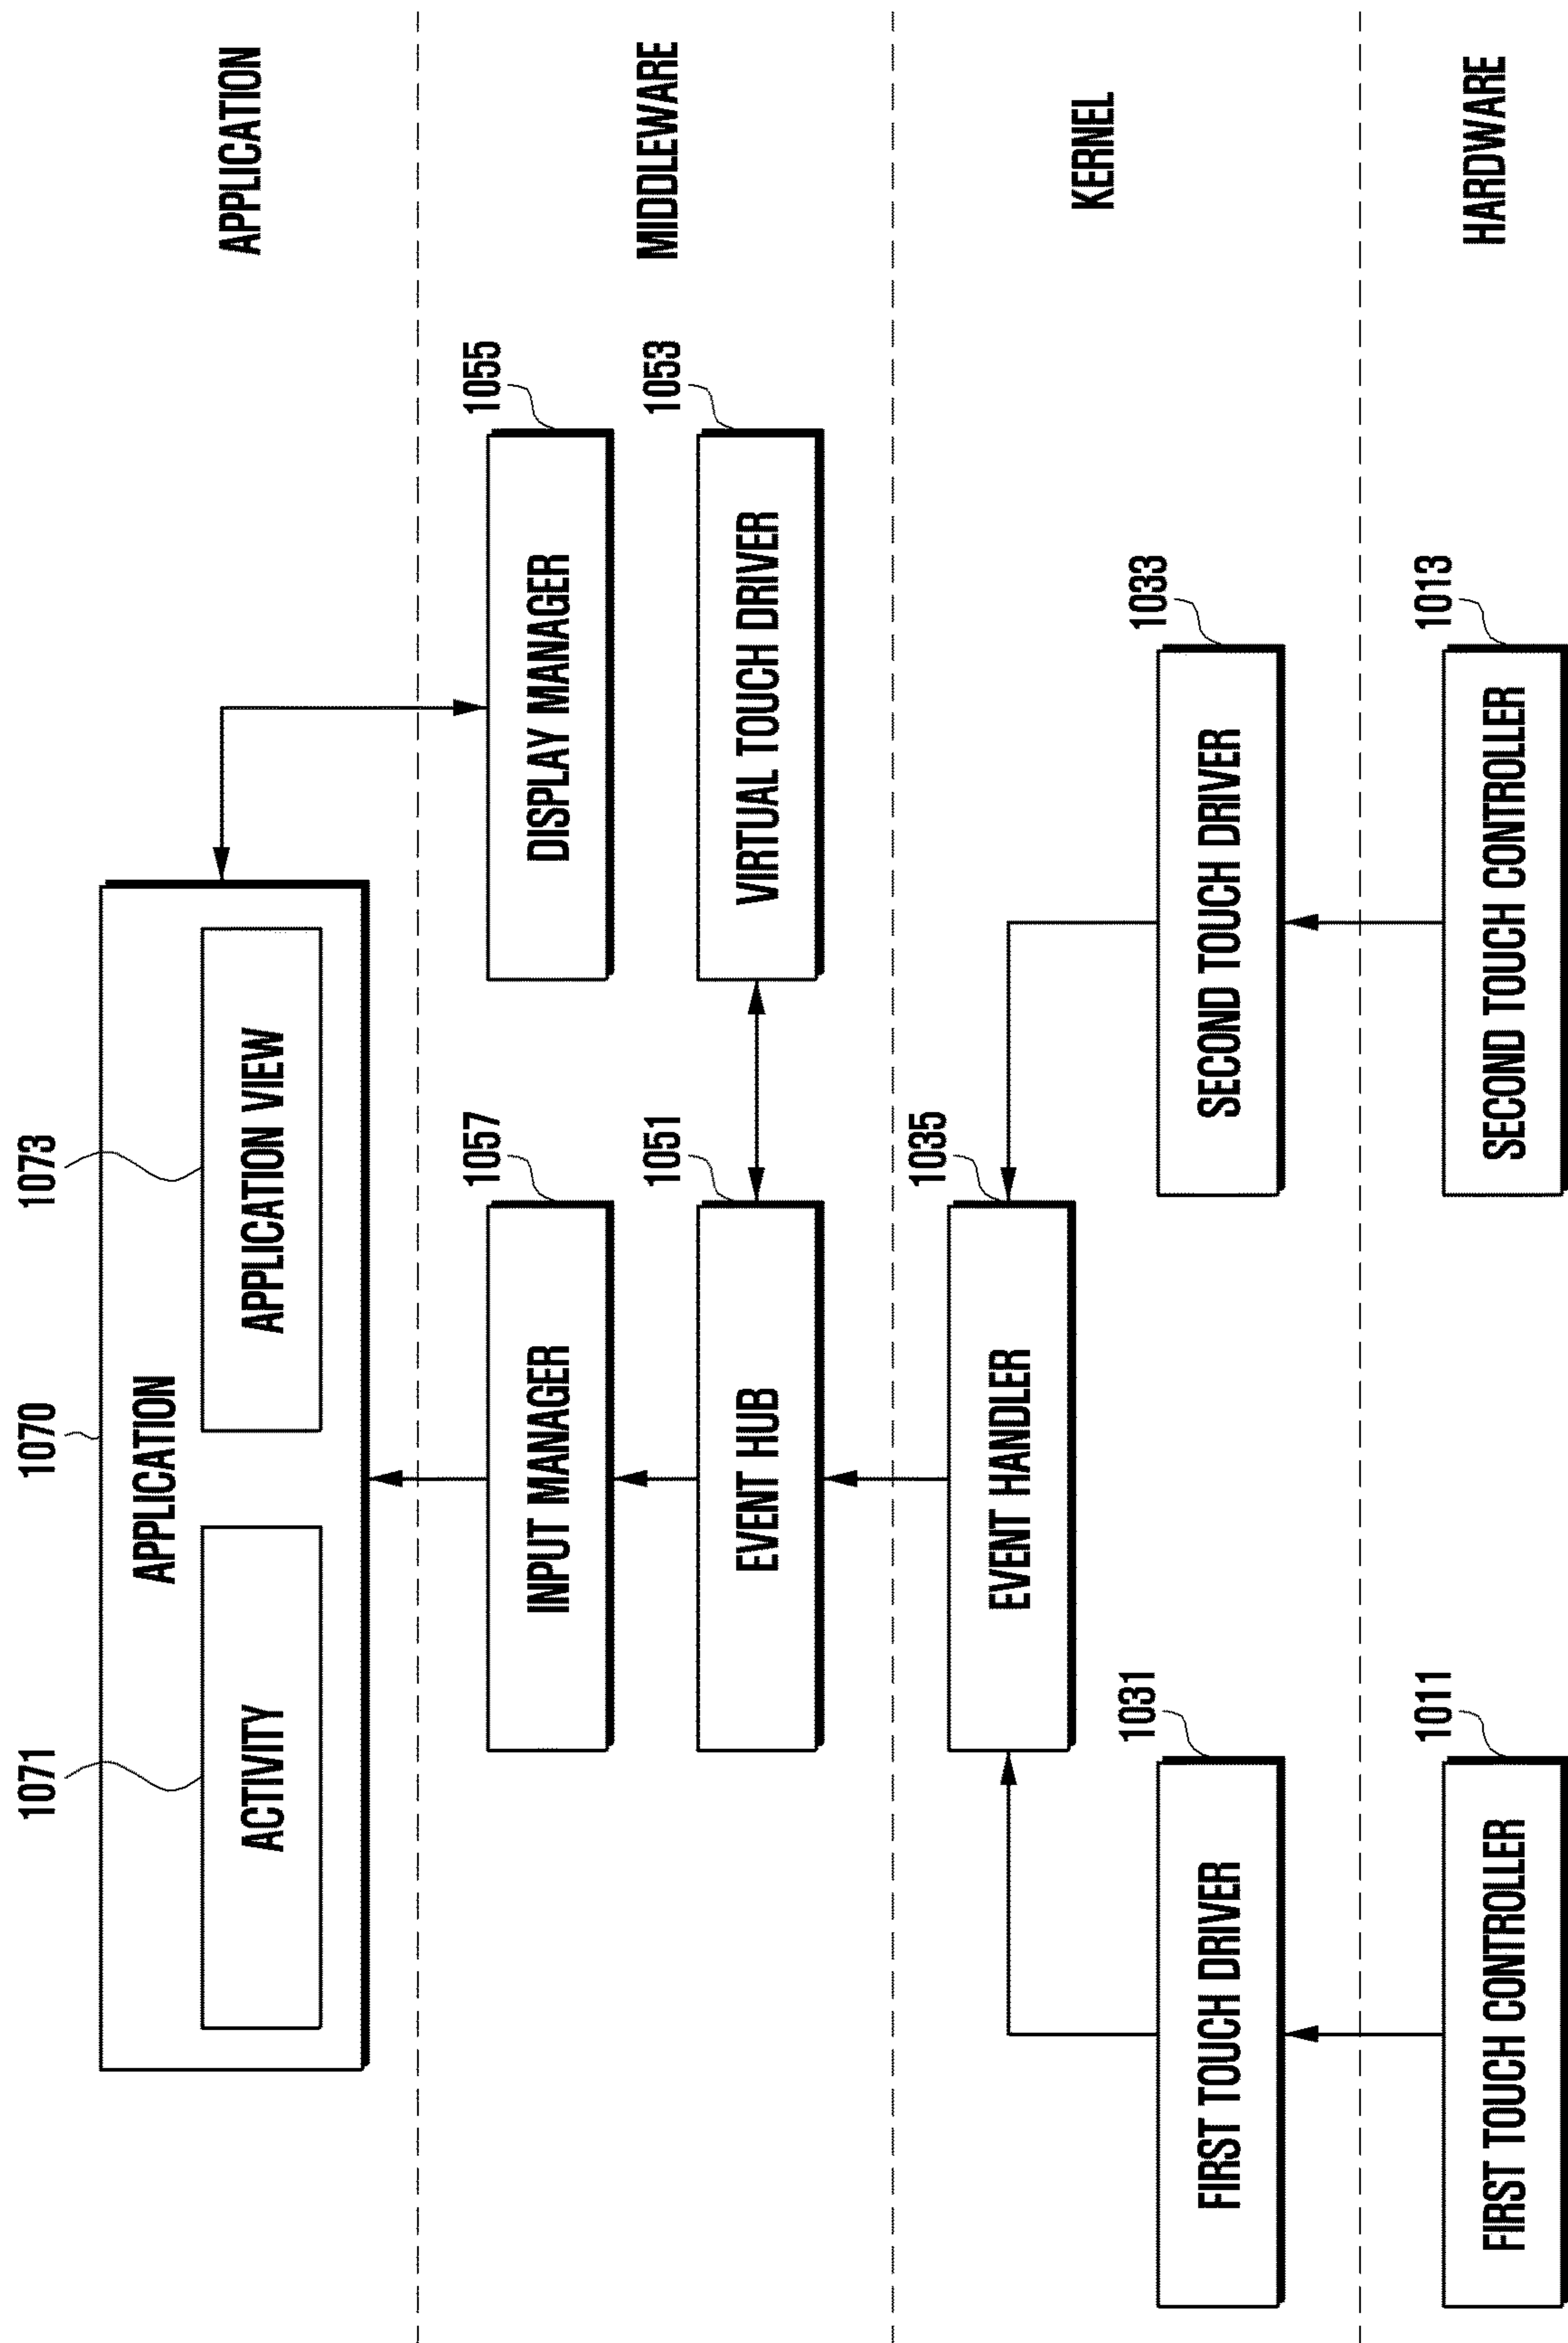 1070
1071
1073
APPLICATION
APPLICATION
ACTIVITY
APPLICATION VIEW
1057
1055
INPUT MANAGER
DISPLAY MANAGER
MIDDLEWARE
1051
1053
EVENT HUB
VIRTUAL TOUCH DRIVER
1035
EVENT HANDLER
KERNEL
1031
1033
FIRST TOUCH DRIVER
SECOND TOUCH DRIVER
1011
1013
FIRST TOUCH CONTROLLER
SECOND TOUCH CONTROLLER
HARDWARE